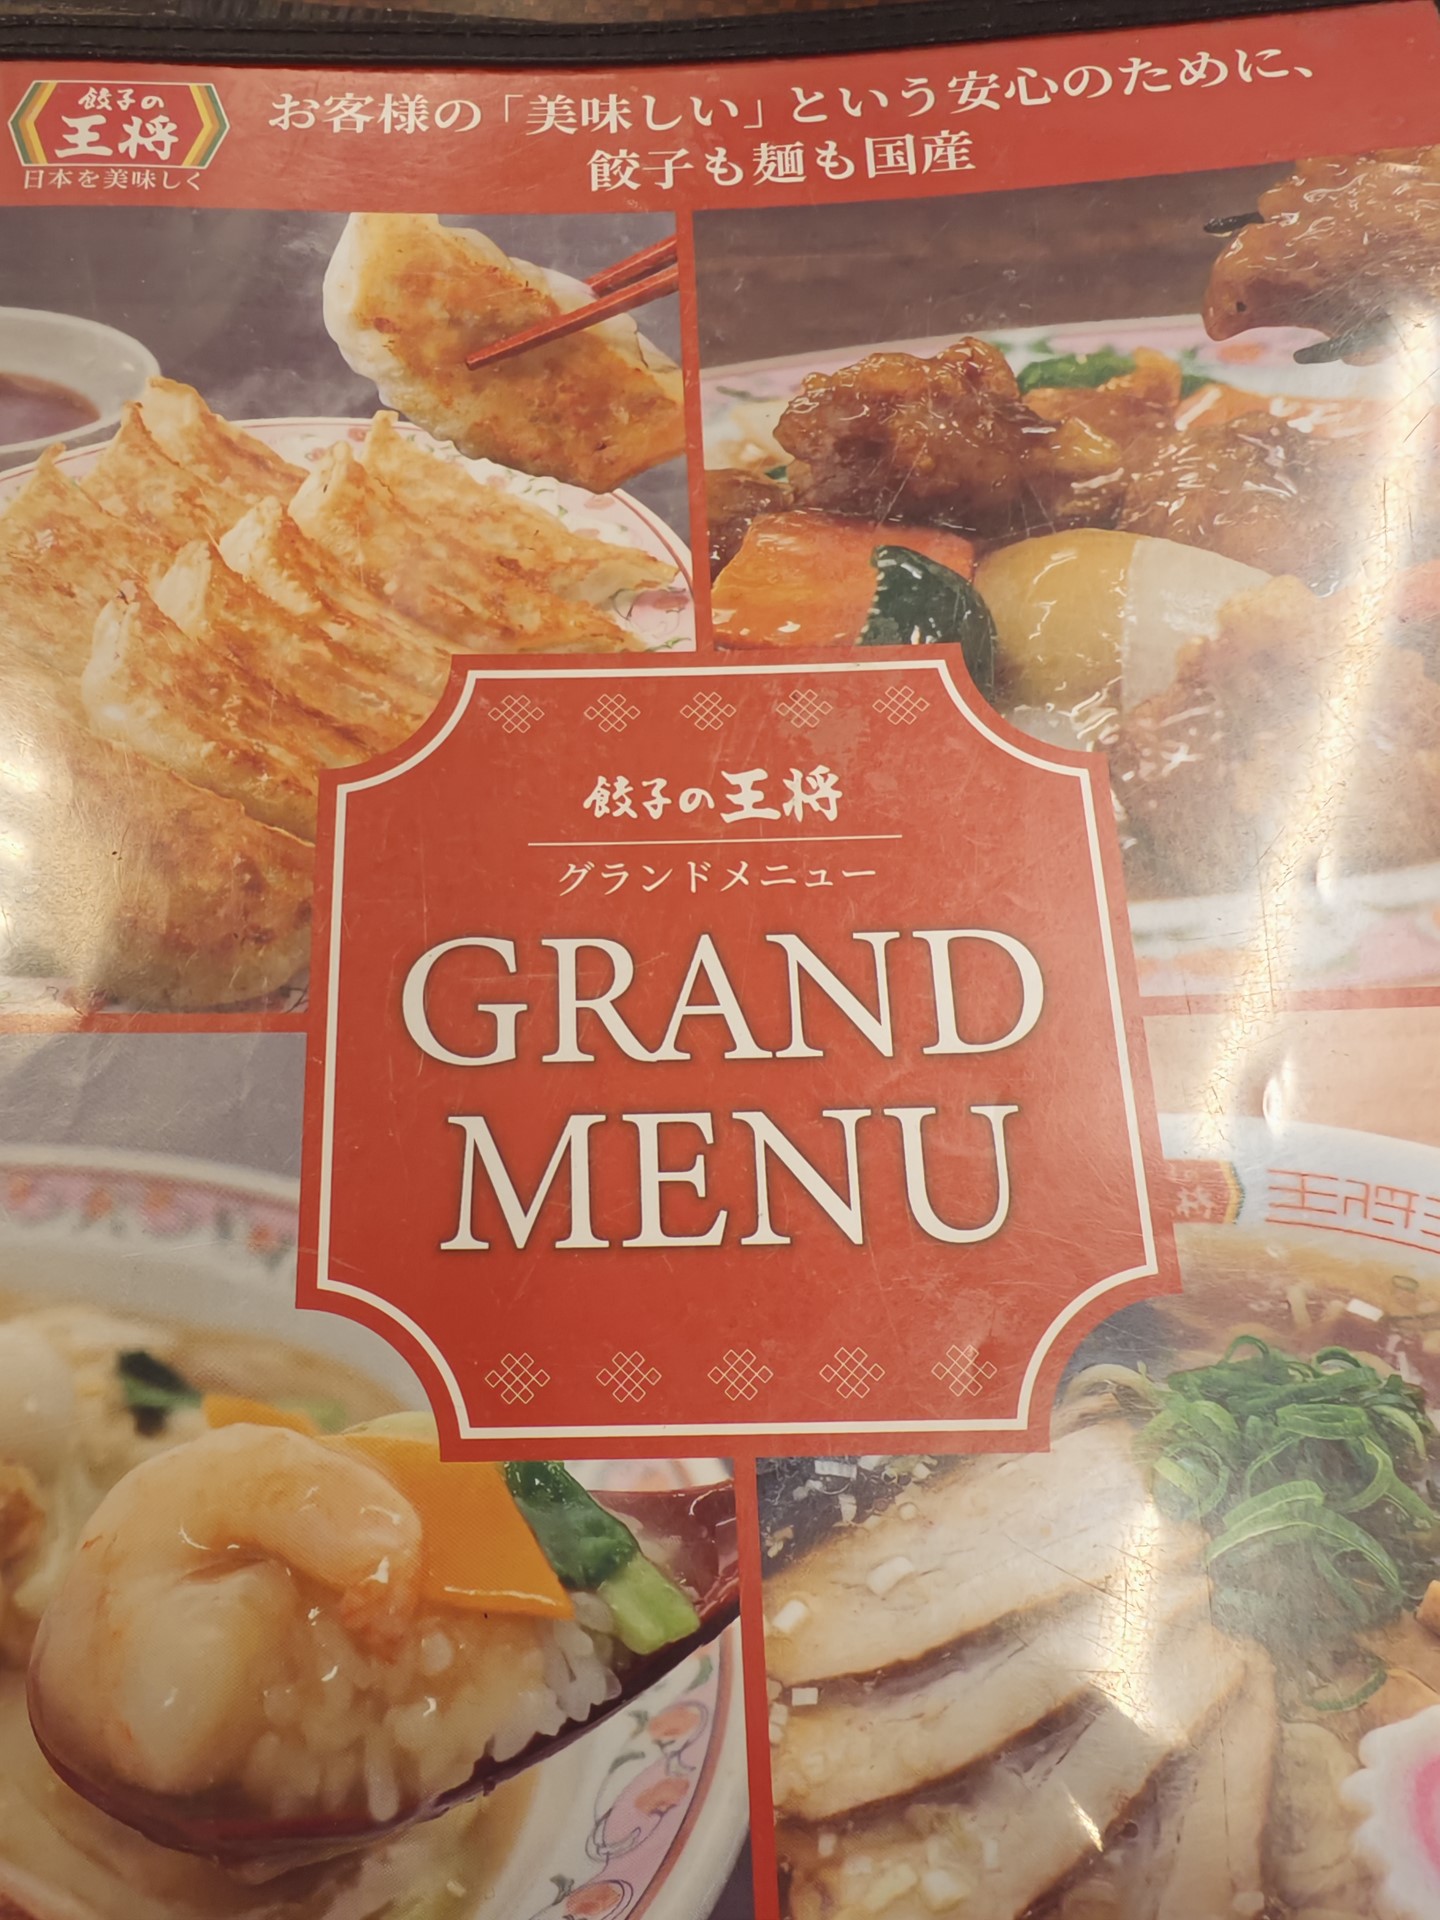 餃子の
王将
日本を美味しく
お客様の「美味しい」という安心のために、
餃子も麺も国産
餃子の王将
グランドメニュー
GRAND
MENU